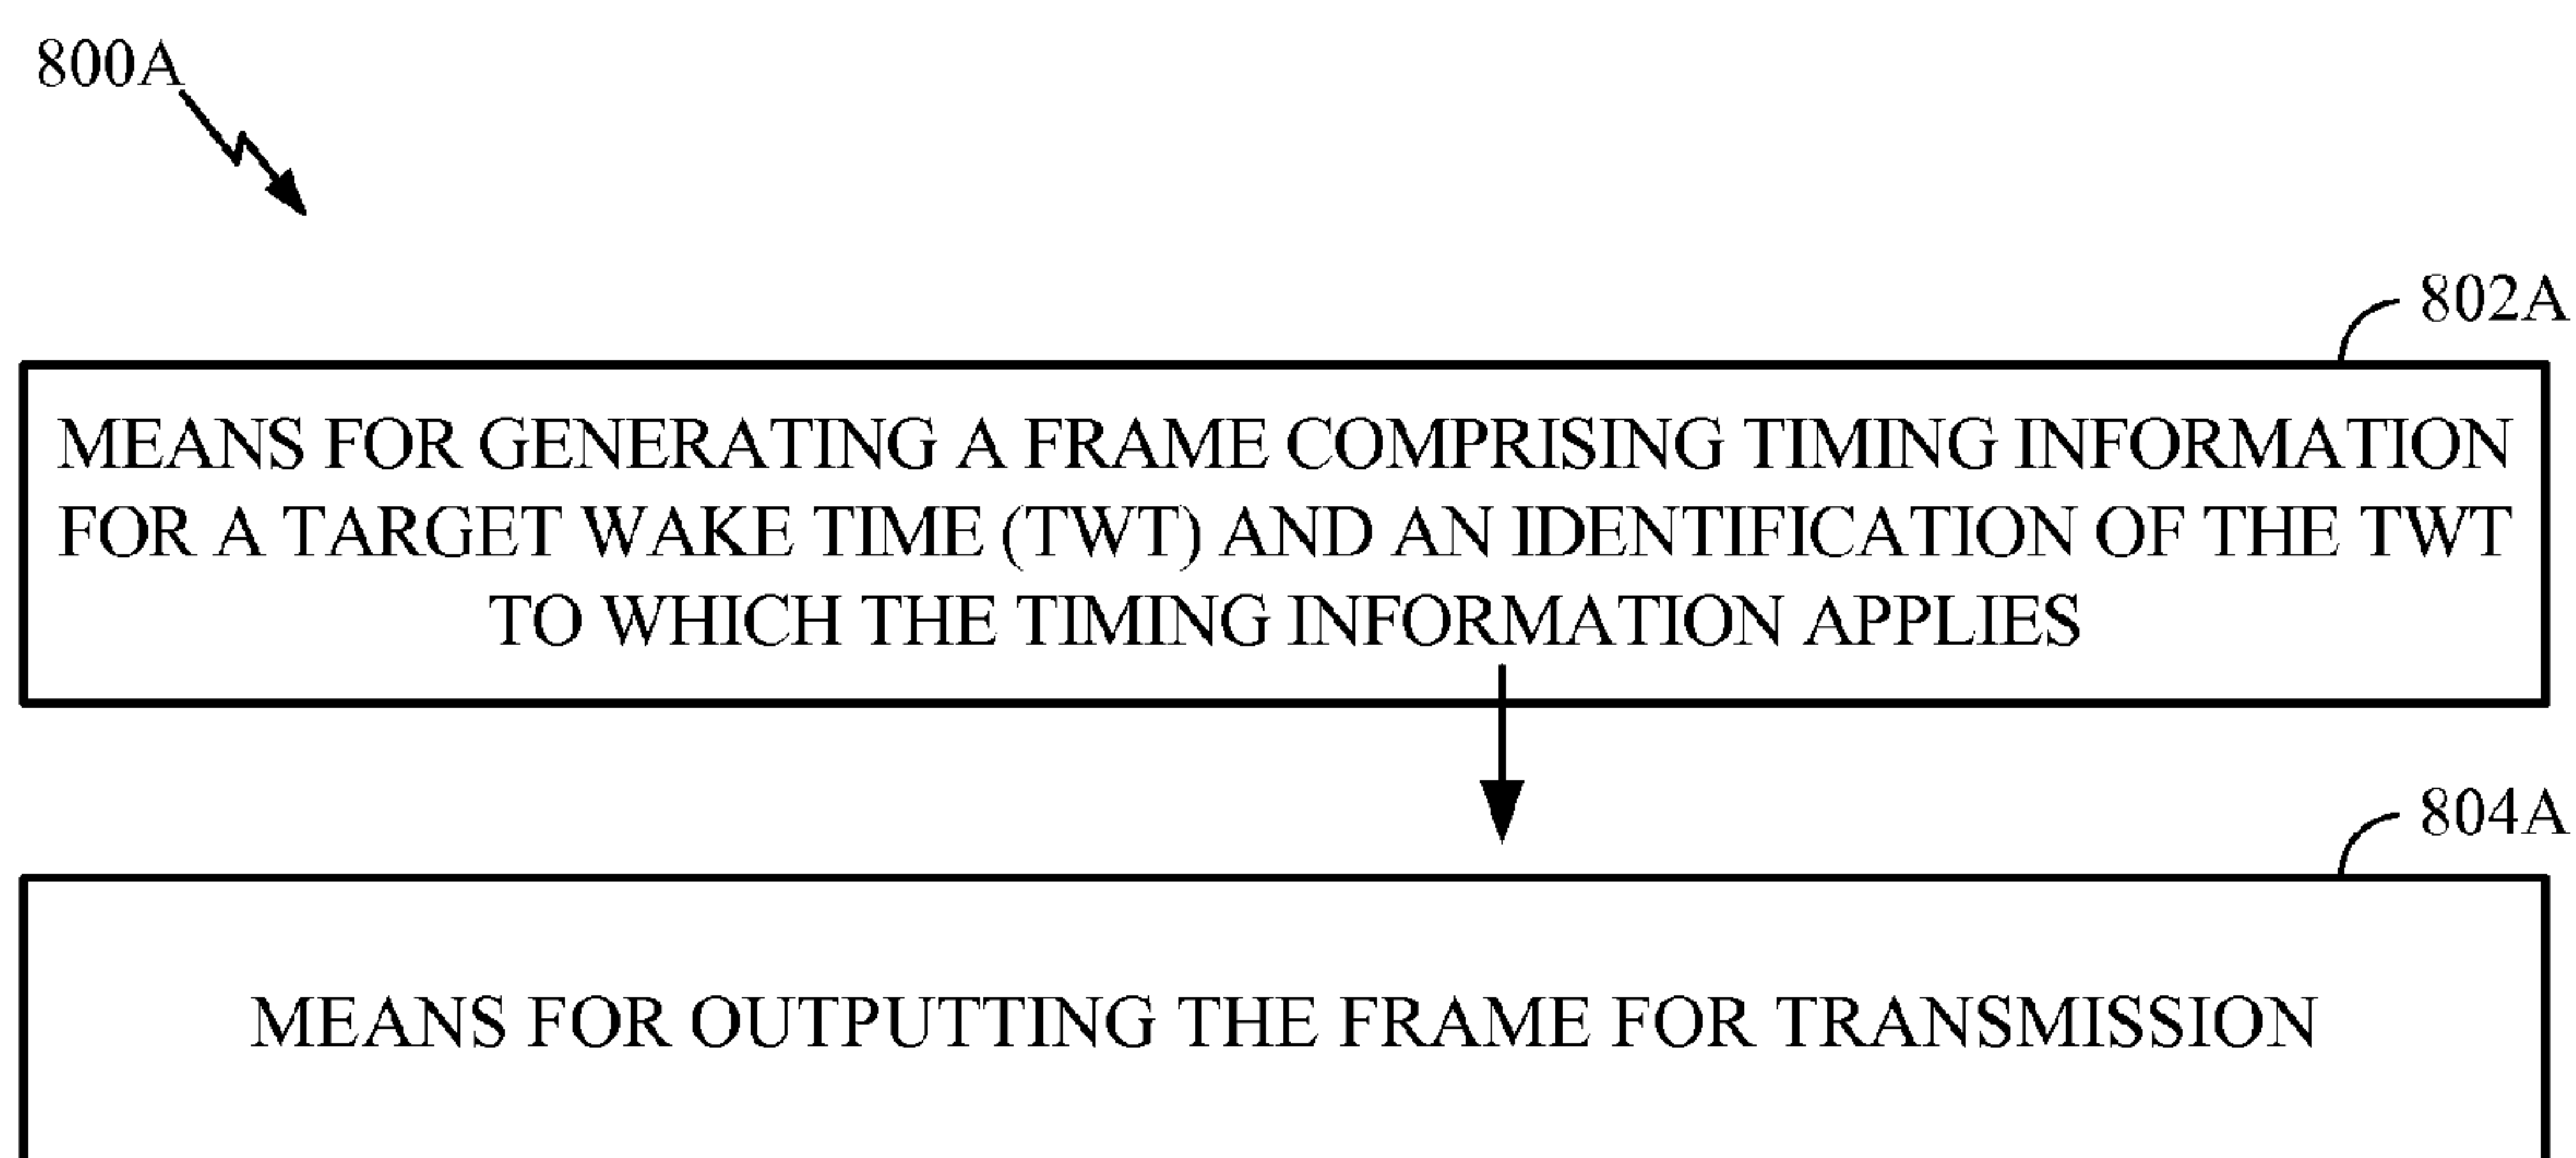 800A
802A
MEANS FOR GENERATING A FRAME COMPRISING TIMING INFORMATION
FOR A TARGET WAKE TIME (TWT) AND AN IDENTIFICATION OF THE TWT
TO WHICH THE TIMING INFORMATION APPLIES
804A
MEANS FOR OUTPUTTING THE FRAME FOR TRANSMISSION